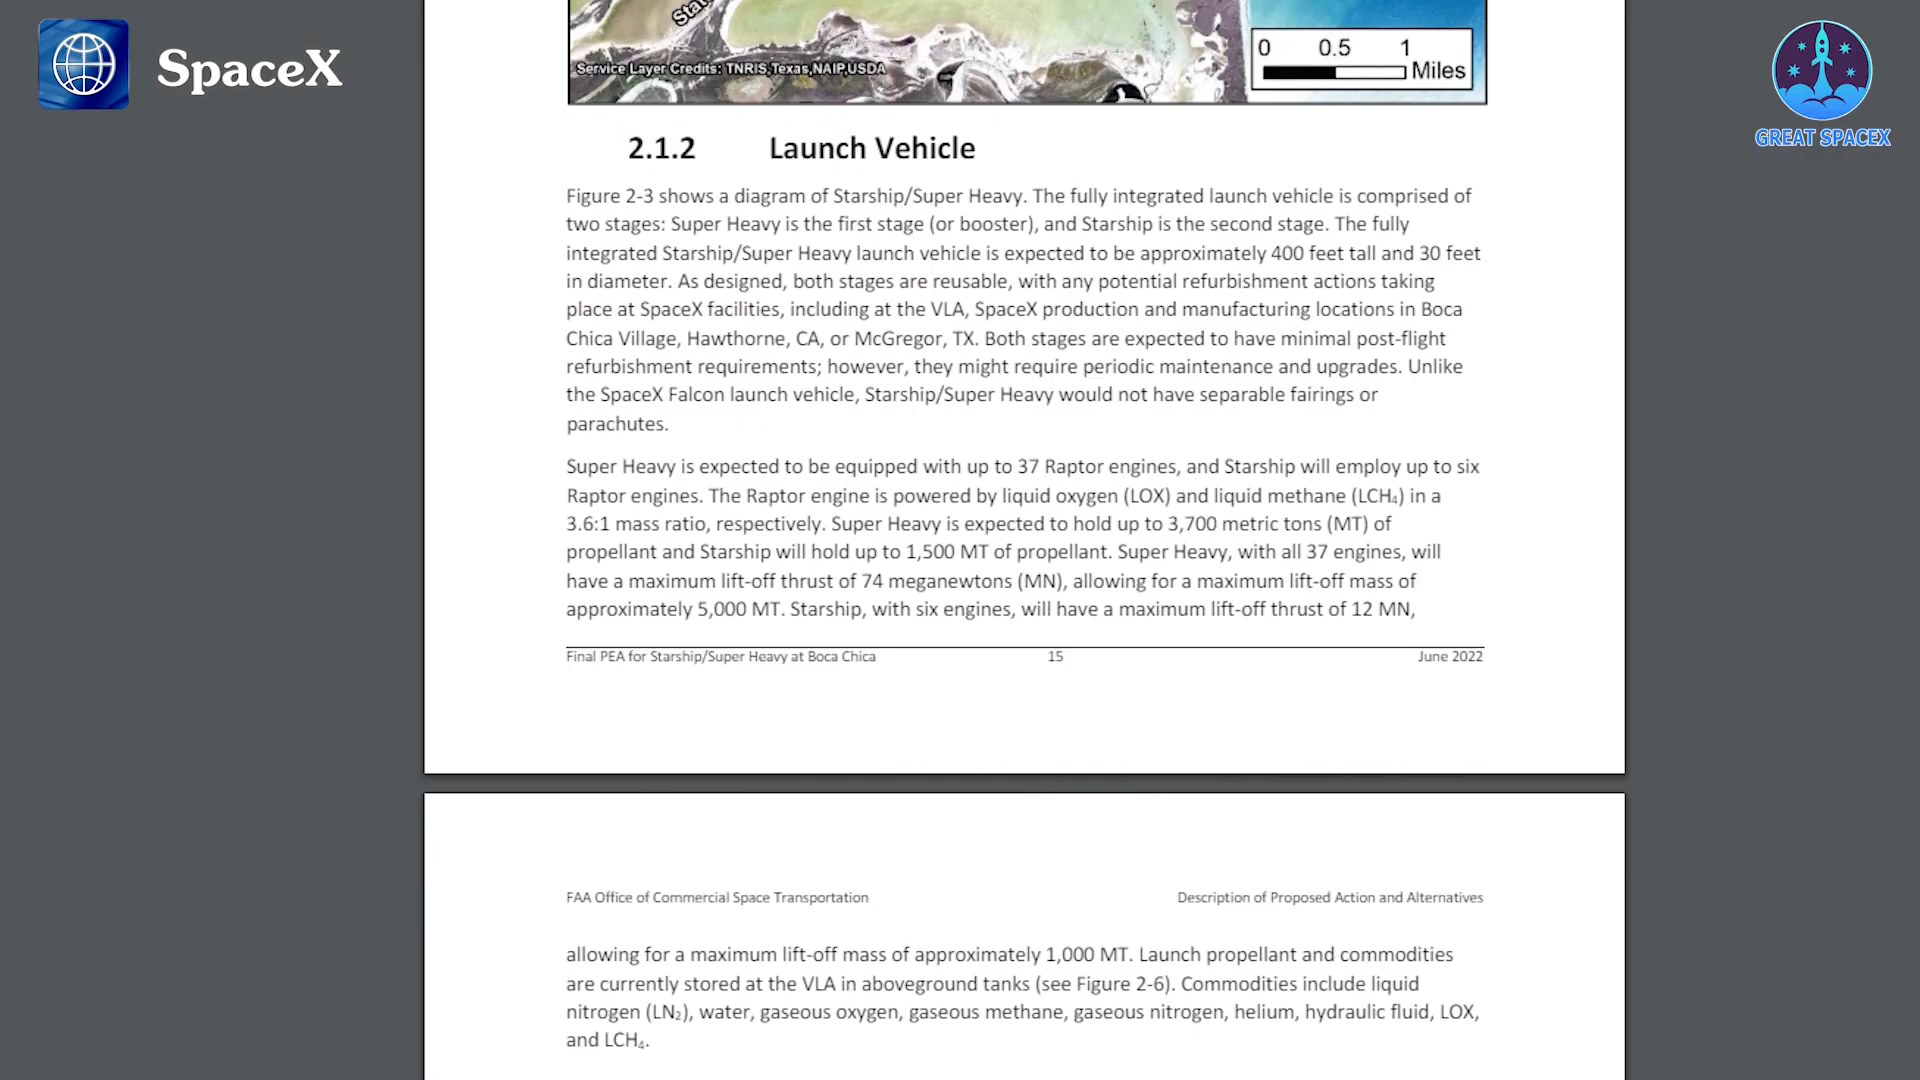 SpaceX
GREAT SPACEX
Service Layer Credits: TNRIS,Texas,NAIP,USDA
0 0.5 1
Miles
2.1.2 Launch Vehicle
Figure 2-3 shows a diagram of Starship/Super Heavy. The fully integrated launch vehicle is comprised of
two stages: Super Heavy is the first stage (or booster), and Starship is the second stage. The fully
integrated Starship/Super Heavy launch vehicle is expected to be approximately 400 feet tall and 30 feet
in diameter. As designed, both stages are reusable, with any potential refurbishment actions taking
place at SpaceX facilities, including at the VLA, SpaceX production and manufacturing locations in Boca
Chica Village, Hawthorne, CA, or McGregor, TX. Both stages are expected to have minimal post-flight
refurbishment requirements; however, they might require periodic maintenance and upgrades. Unlike
the SpaceX Falcon launch vehicle, Starship/Super Heavy would not have separable fairings or
parachutes.
Super Heavy is expected to be equipped with up to 37 Raptor engines, and Starship will employ up to six
Raptor engines. The Raptor engine is powered by liquid oxygen (LOX) and liquid methane (LCH₄) in a
3.6:1 mass ratio, respectively. Super Heavy is expected to hold up to 3,700 metric tons (MT) of
propellant and Starship will hold up to 1,500 MT of propellant. Super Heavy, with all 37 engines, will
have a maximum lift-off thrust of 74 meganewtons (MN), allowing for a maximum lift-off mass of
approximately 5,000 MT. Starship, with six engines, will have a maximum lift-off thrust of 12 MN,
Final PEA for Starship/Super Heavy at Boca Chica 15 June 2022
FAA Office of Commercial Space Transportation Description of Proposed Action and Alternatives
allowing for a maximum lift-off mass of approximately 1,000 MT. Launch propellant and commodities
are currently stored at the VLA in aboveground tanks (see Figure 2-6). Commodities include liquid
nitrogen (LN₂), water, gaseous oxygen, gaseous methane, gaseous nitrogen, helium, hydraulic fluid, LOX,
and LCH₄.